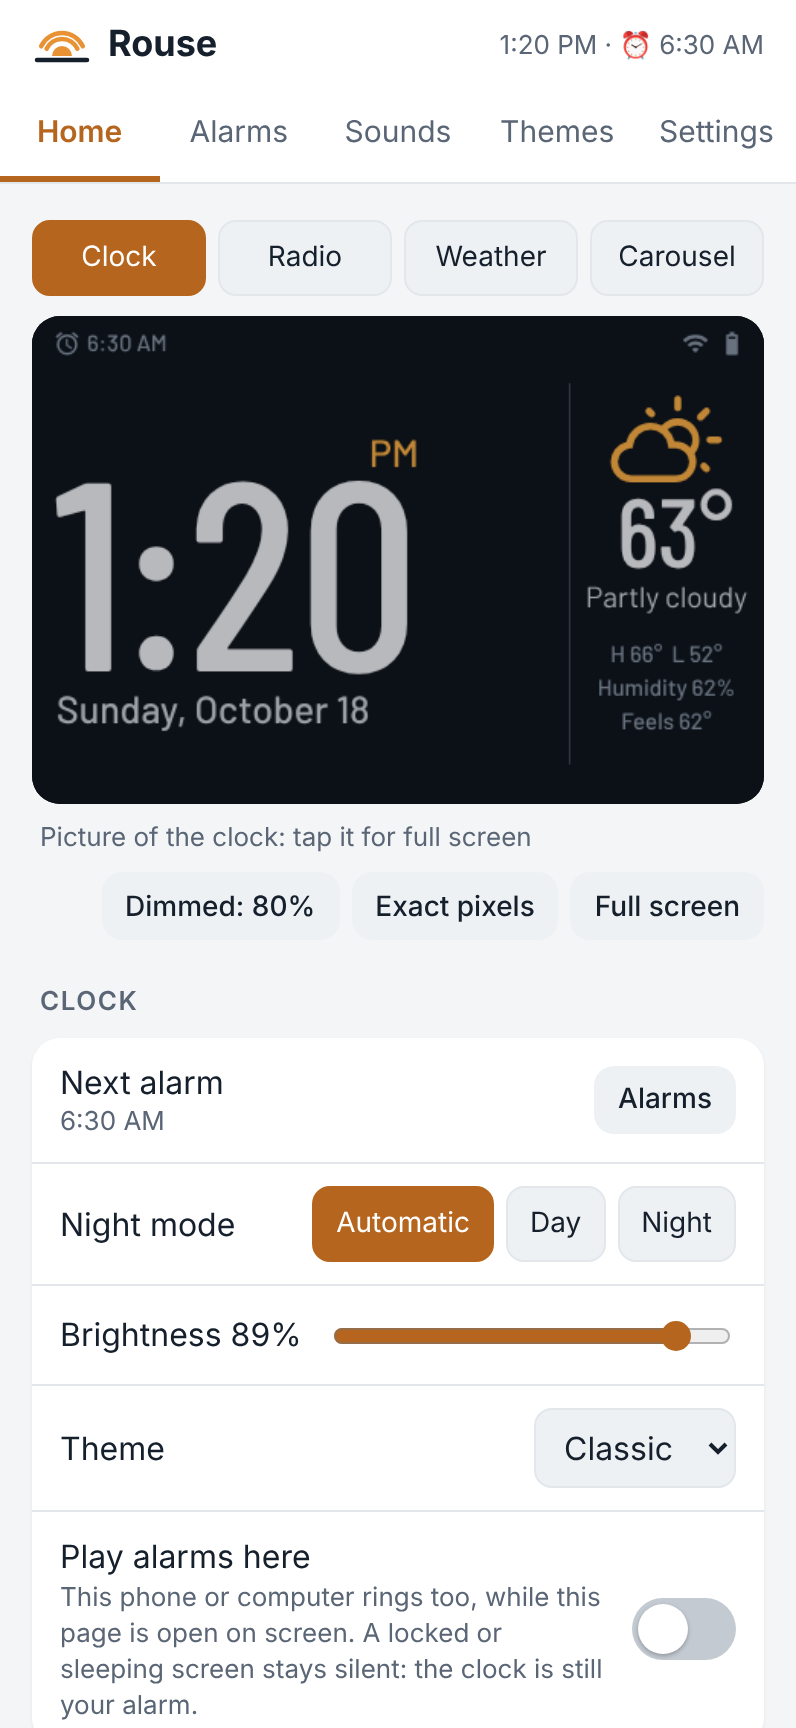 Rouse
1:20 PM · ⏰ 6:30 AM
Home Alarms Sounds Themes Settings
Clock Radio Weather Carousel
6:30 AM
PM
1:20
Sunday, October 18
63°
Partly cloudy
H 66° L 52°
Humidity 62%
Feels 62°
Picture of the clock: tap it for full screen
Dimmed: 80% Exact pixels Full screen
CLOCK
Next alarm
6:30 AM
Alarms
Night mode Automatic Day Night
Brightness 89%
Theme Classic
Play alarms here
This phone or computer rings too, while this
page is open on screen. A locked or
sleeping screen stays silent: the clock is still
your alarm.